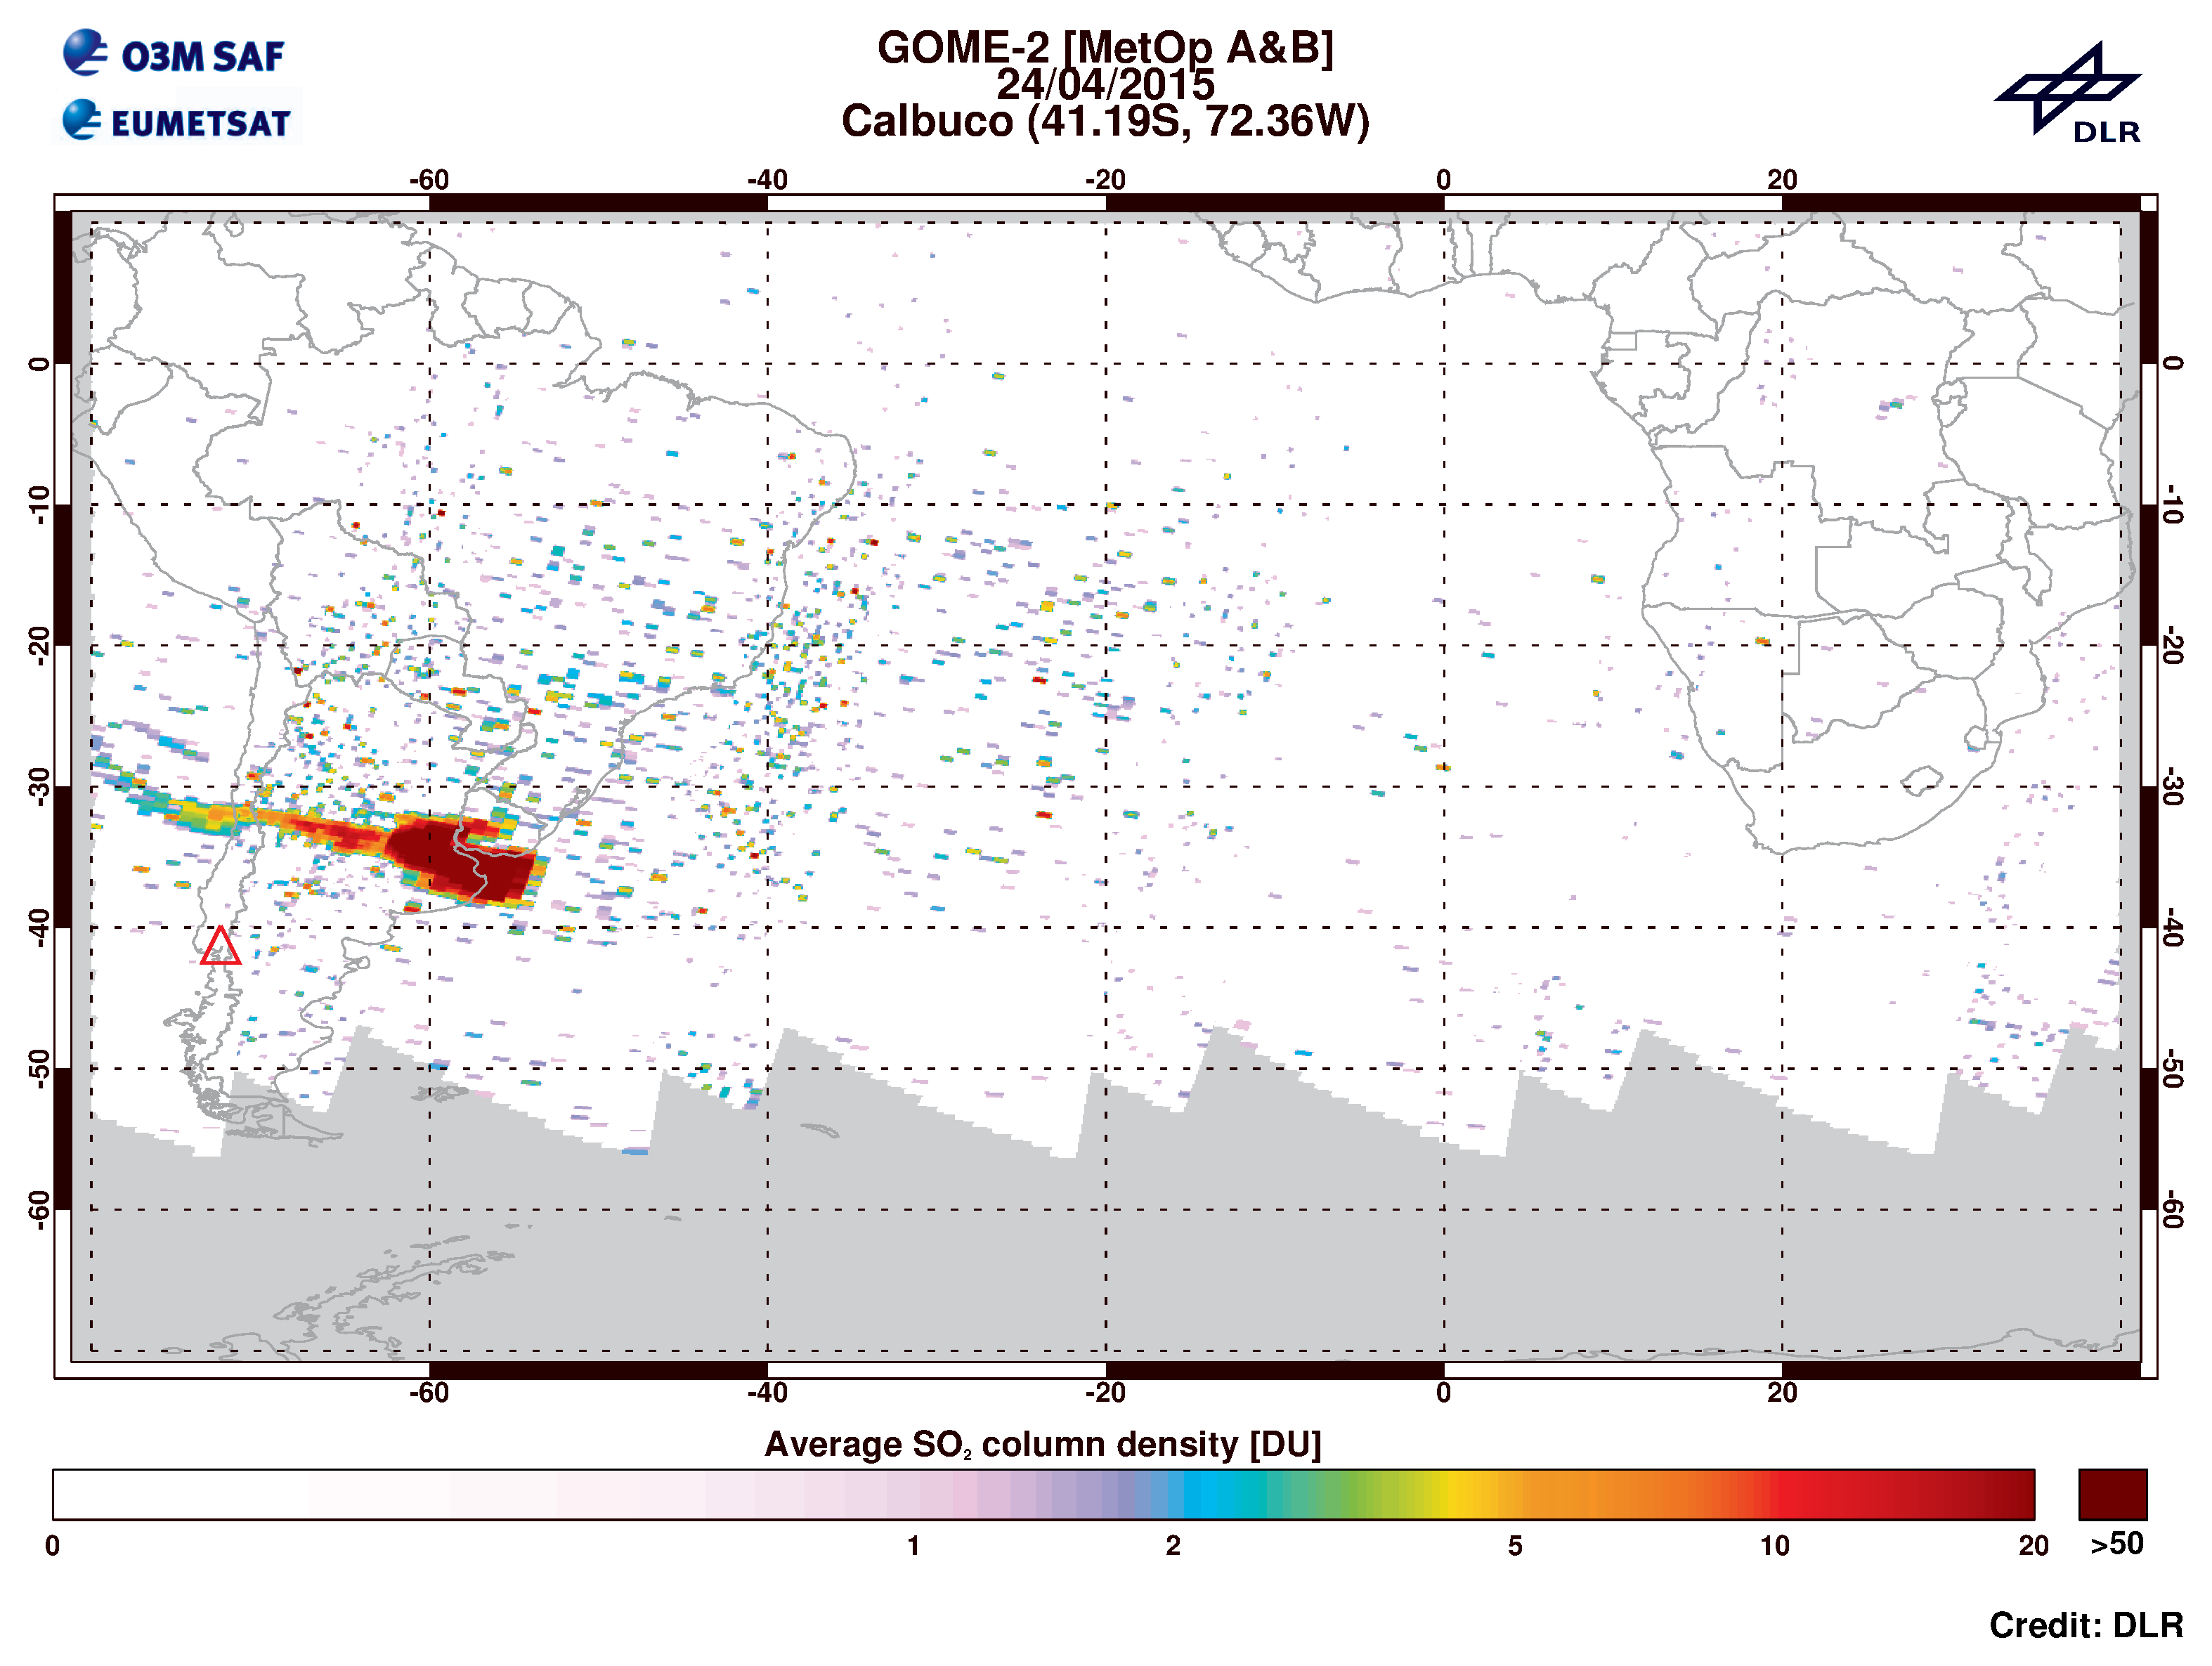 O3M SAF
EUMETSAT
GOME-2 [MetOp A&B]
24/04/2015
Calbuco (41.19S, 72.36W)
DLR
-60 -40 -20 0 20
0 0
-10 -10
-20 -20
-30 -30
-40 -40
-50 -50
-60 -60
-60 -40 -20 0 20
Average SO₂ column density [DU]
0 1 2 5 10 20 >50
Credit: DLR